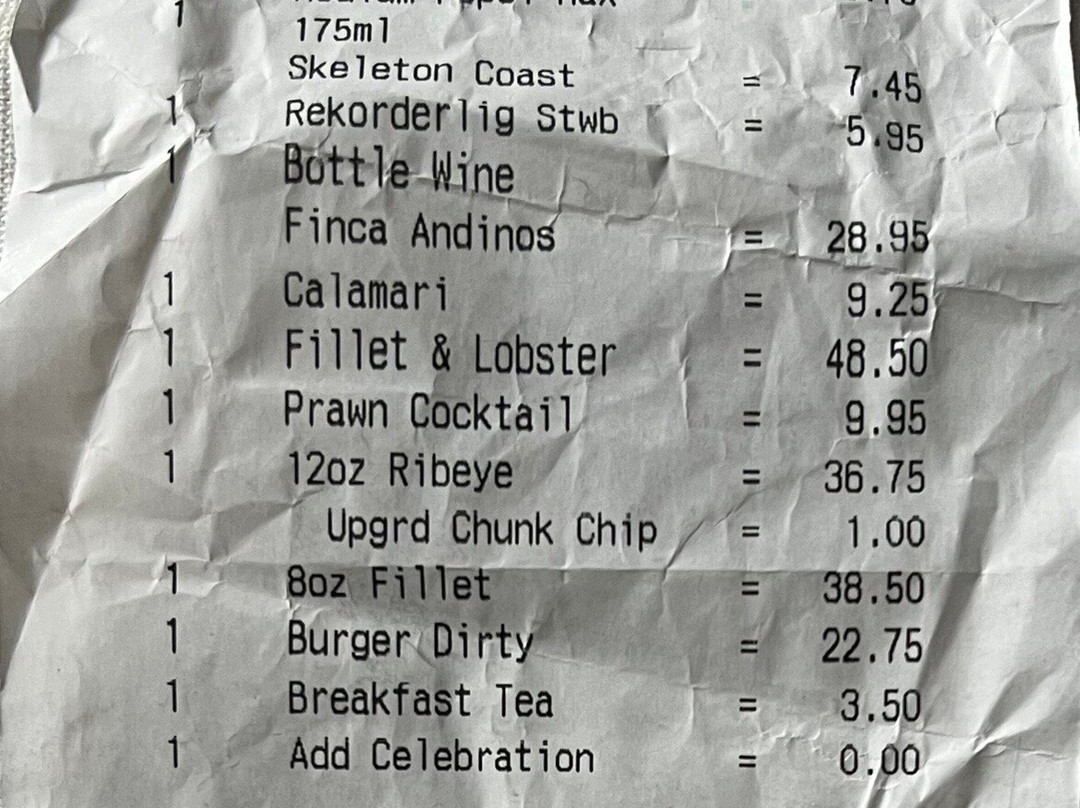 1
175ml
Skeleton Coast = 7.45
1 Rekorderlig Stwb = 5.95
1 Bottle Wine
Finca Andinos = 28.95
1 Calamari = 9.25
1 Fillet & Lobster = 48.50
1 Prawn Cocktail = 9.95
1 12oz Ribeye = 36.75
Upgrd Chunk Chip = 1.00
1 8oz Fillet = 38.50
1 Burger Dirty = 22.75
1 Breakfast Tea = 3.50
1 Add Celebration = 0.00